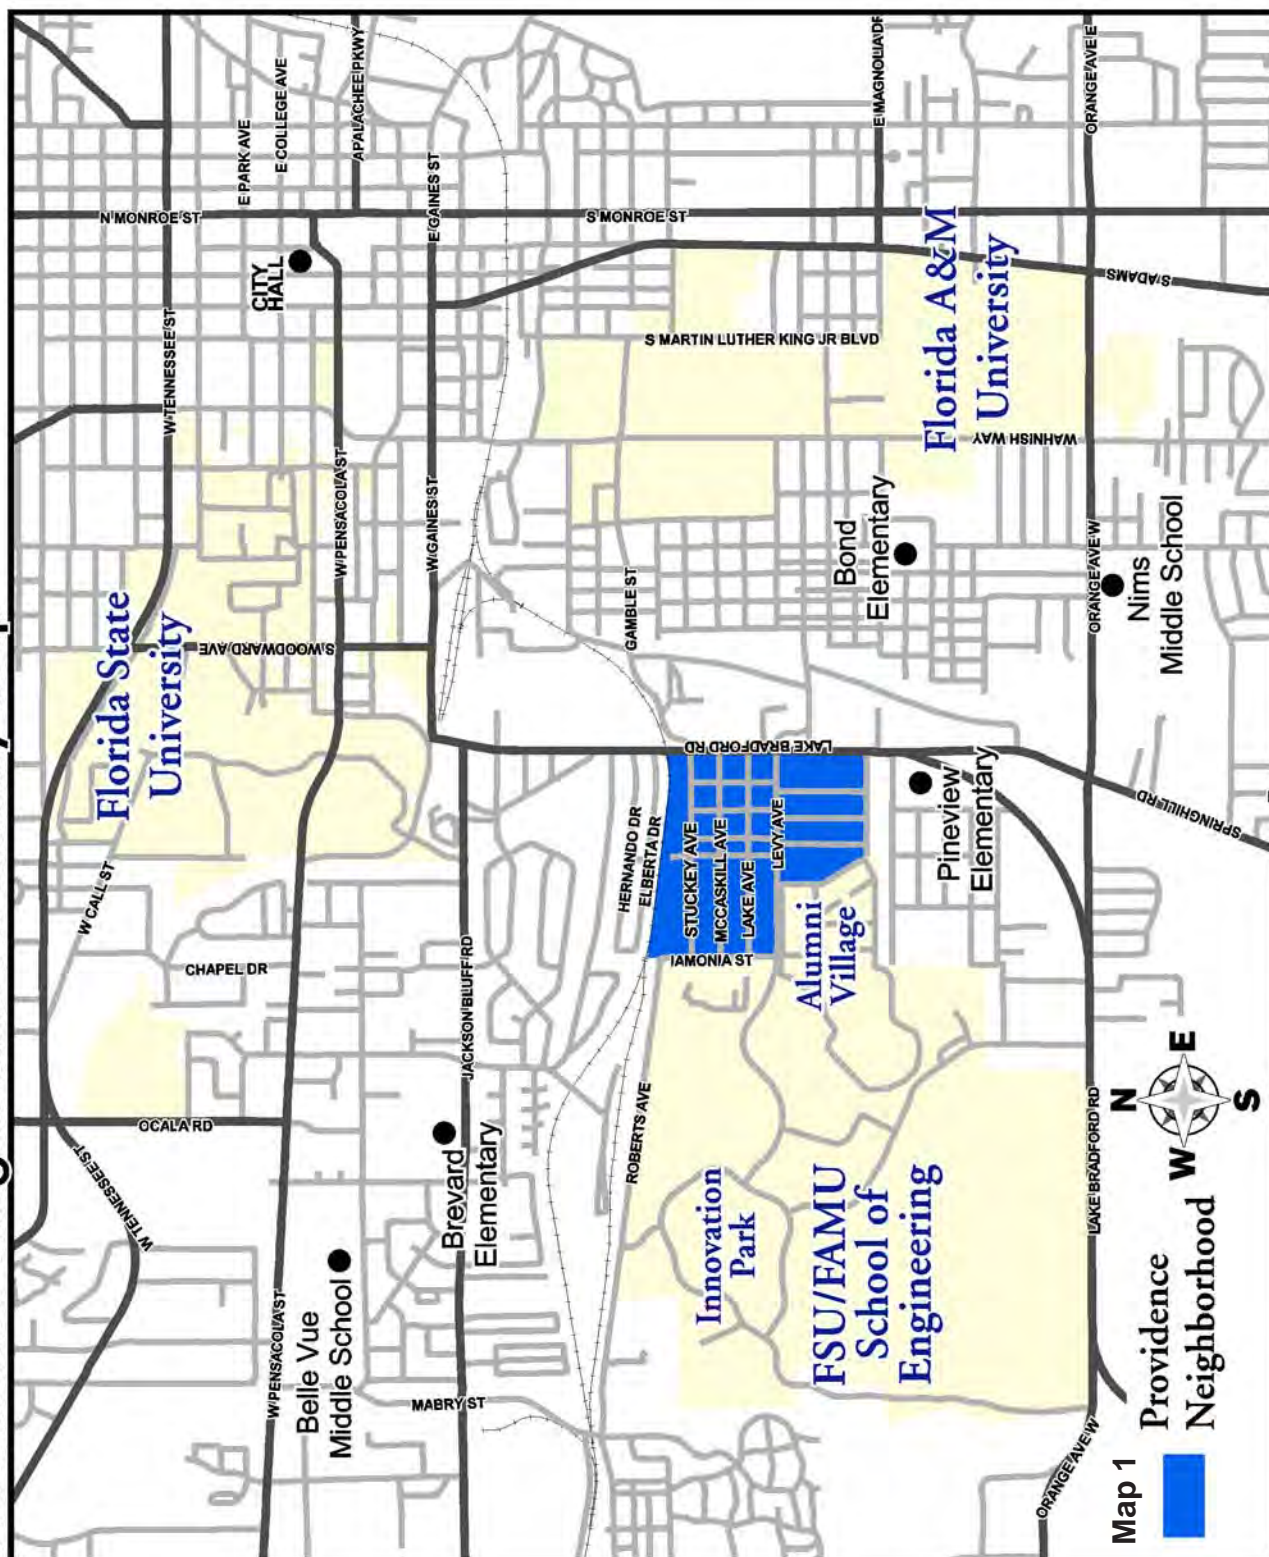 N MONROE ST
E PARK AVE
E COLLEGE AVE
APALACHEE PKWY
E GAINES ST
S MONROE ST
E MAGNOLIA DR
ORANGE AVE E
CITY
HALL
W TENNESSEE ST
S MARTIN LUTHER KING JR BLVD
Florida A&M
University
S ADAMS
W PENSACOLA ST
W GAINES ST
WAHNISH WAY
Bond
Elementary
ORANGE AVE W
Nims
Middle School
Florida State
University
S WOODWARD AVE
GAMBLE ST
LAKE BRADFORD RD
Pineview
Elementary
SPRINGHILL RD
W CALL ST
CHAPEL DR
JACKSON BLUFF RD
HERNANDO DR
ELBERTA DR
STUCKEY AVE
MCCASKILL AVE
LAKE AVE
LEVY AVE
IAMONIA ST
Alumni
Village
OCALA RD
W TENNESSEE ST
Brevard
Elementary
ROBERTS AVE
Innovation
Park
FSU/FAMU
School of
Engineering
LAKE BRADFORD RD
W PENSACOLA ST
Belle Vue
Middle School
MABRY ST
ORANGE AVE W
N
W
E
S
Map 1
Providence
Neighborhood